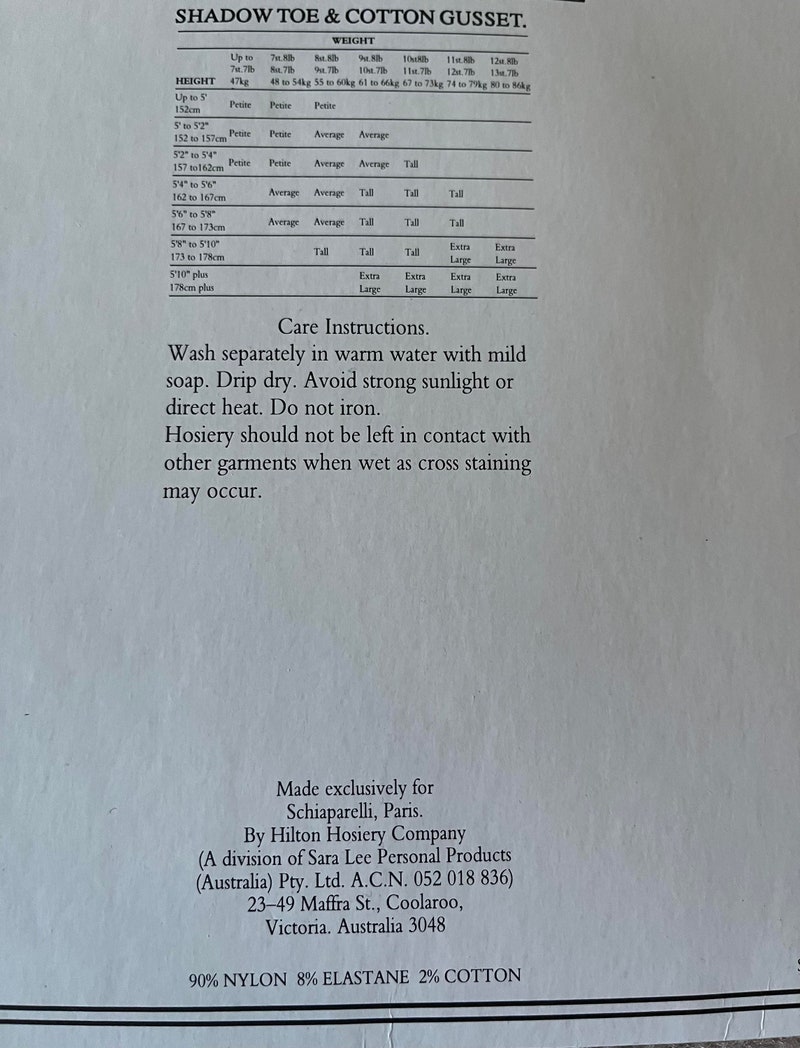 SHADOW TOE & COTTON GUSSET.
WEIGHT
Up to 7st.8lb 8st.8lb 9st.8lb 10st8lb 11st.8lb 12st.8lb
7st.7lb 8st.7lb 9st.7lb 10st.7lb 11st.7lb 12st.7lb 13st.7lb
HEIGHT 47kg 48 to 54kg 55 to 60kg 61 to 66kg 67 to 73kg 74 to 79kg 80 to 86kg
Up to 5'
152cm Petite Petite Petite
5' to 5'2"
152 to 157cm Petite Petite Average Average
5'2" to 5'4"
157 to162cm Petite Petite Average Average Tall
5'4" to 5'6"
162 to 167cm Average Average Tall Tall Tall
5'6" to 5'8"
167 to 173cm Average Average Tall Tall Tall
5'8" to 5'10" Extra Extra
173 to 178cm Tall Tall Tall Large Large
5'10" plus Extra Extra Extra Extra
178cm plus Large Large Large Large
Care Instructions.
Wash separately in warm water with mild
soap. Drip dry. Avoid strong sunlight or
direct heat. Do not iron.
Hosiery should not be left in contact with
other garments when wet as cross staining
may occur.
Made exclusively for
Schiaparelli, Paris.
By Hilton Hosiery Company
(A division of Sara Lee Personal Products
(Australia) Pty. Ltd. A.C.N. 052 018 836)
23–49 Maffra St., Coolaroo,
Victoria. Australia 3048
90% NYLON 8% ELASTANE 2% COTTON